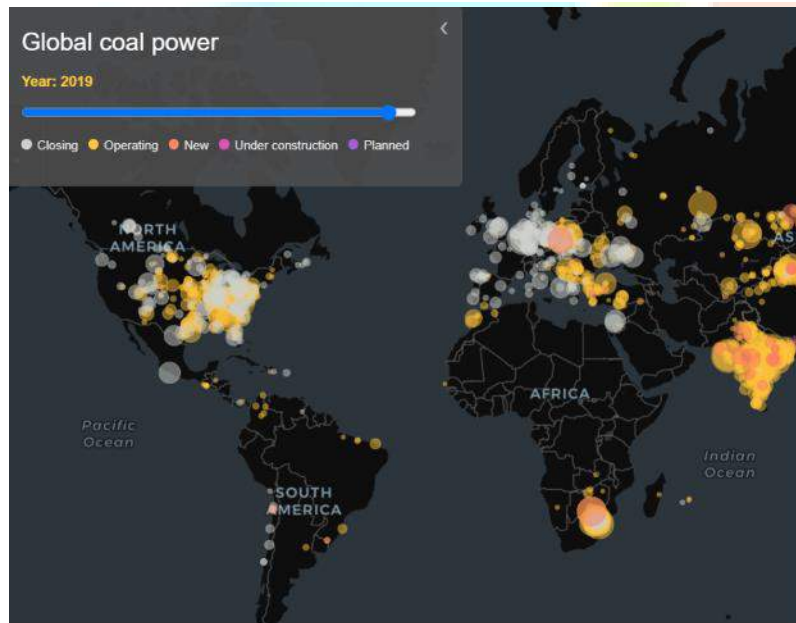 Global coal power
Year: 2019
Closing Operating New Under construction Planned
NORTH
AMERICA
AS
AFRICA
Pacific
Ocean
Indian
Ocean
SOUTH
AMERICA